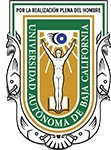 POR LA REALIZACIÓN PLENA DEL HOMBRE
UNIVERSIDAD AUTÓNOMA DE BAJA CALIFORNIA